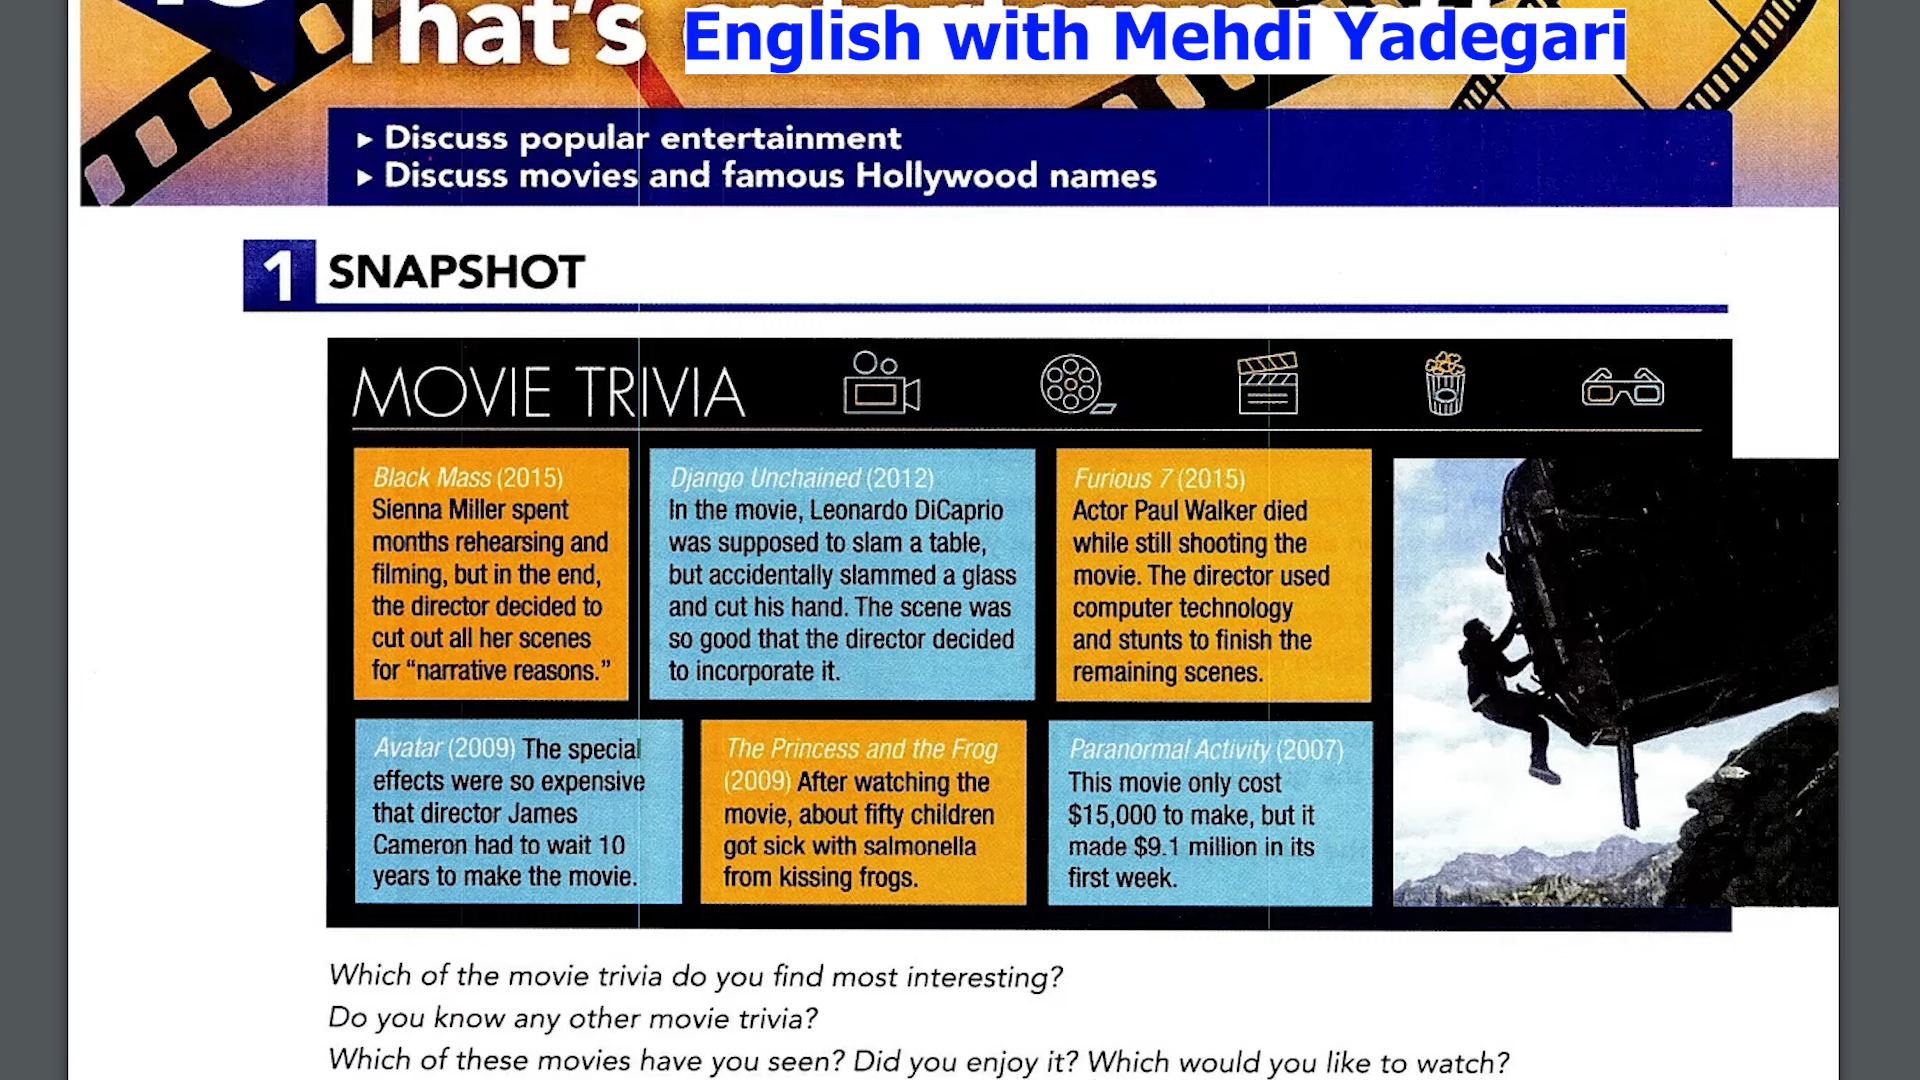 That's
English with Mehdi Yadegari
▸ Discuss popular entertainment
▸ Discuss movies and famous Hollywood names
1 SNAPSHOT
MOVIE TRIVIA
Black Mass (2015)
Sienna Miller spent
months rehearsing and
filming, but in the end,
the director decided to
cut out all her scenes
for “narrative reasons.”
Django Unchained (2012)
In the movie, Leonardo DiCaprio
was supposed to slam a table,
but accidentally slammed a glass
and cut his hand. The scene was
so good that the director decided
to incorporate it.
Furious 7 (2015)
Actor Paul Walker died
while still shooting the
movie. The director used
computer technology
and stunts to finish the
remaining scenes.
Avatar (2009) The special
effects were so expensive
that director James
Cameron had to wait 10
years to make the movie.
The Princess and the Frog
(2009) After watching the
movie, about fifty children
got sick with salmonella
from kissing frogs.
Paranormal Activity (2007)
This movie only cost
$15,000 to make, but it
made $9.1 million in its
first week.
Which of the movie trivia do you find most interesting?
Do you know any other movie trivia?
Which of these movies have you seen? Did you enjoy it? Which would you like to watch?